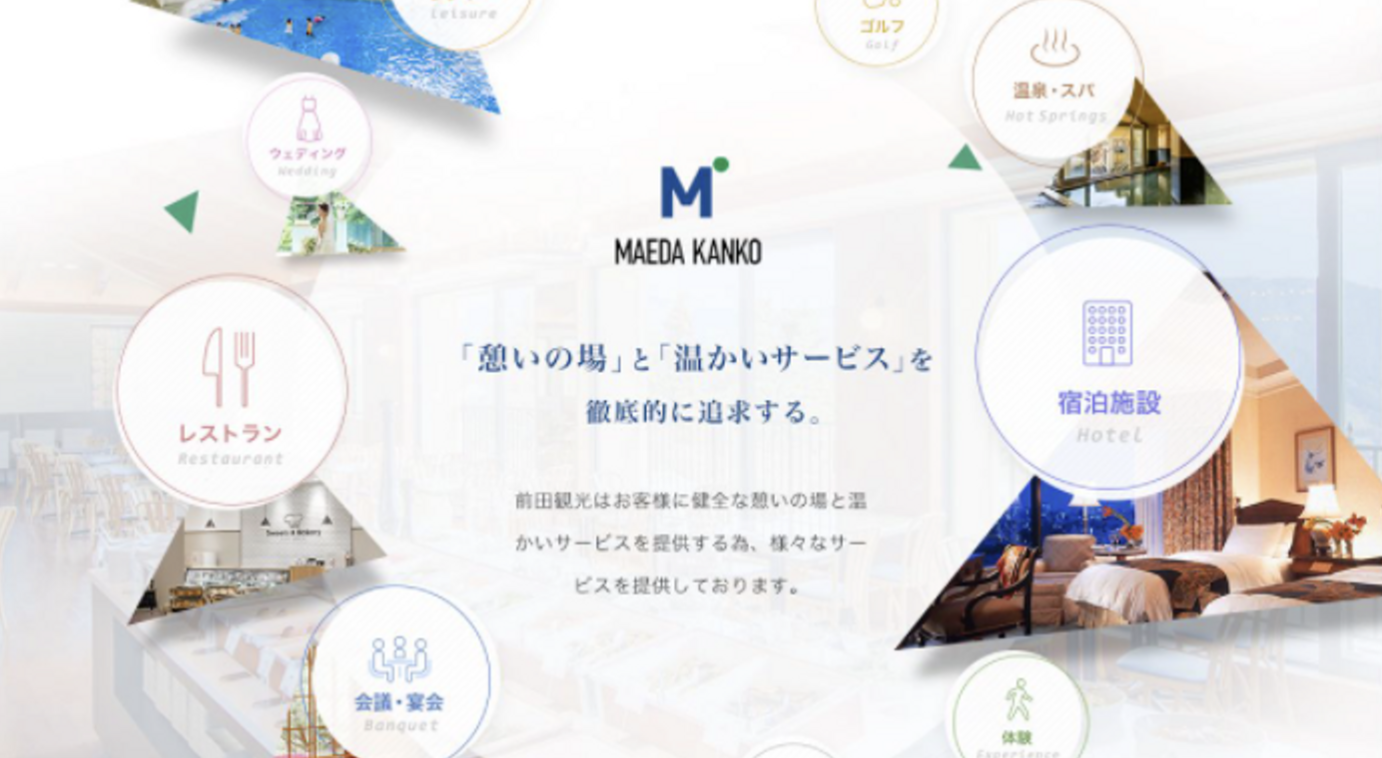 Leisure
ゴルフ
Golf
温泉・スパ
Hot Springs
ウェディング
Wedding
M
MAEDA KANKO
「憩いの場」と「温かいサービス」を
徹底的に追求する。
レストラン
Restaurant
宿泊施設
Hotel
前田観光はお客様に健全な憩いの場と温
かいサービスを提供する為、様々なサー
ビスを提供しております。
会議・宴会
Banquet
体験
Experience